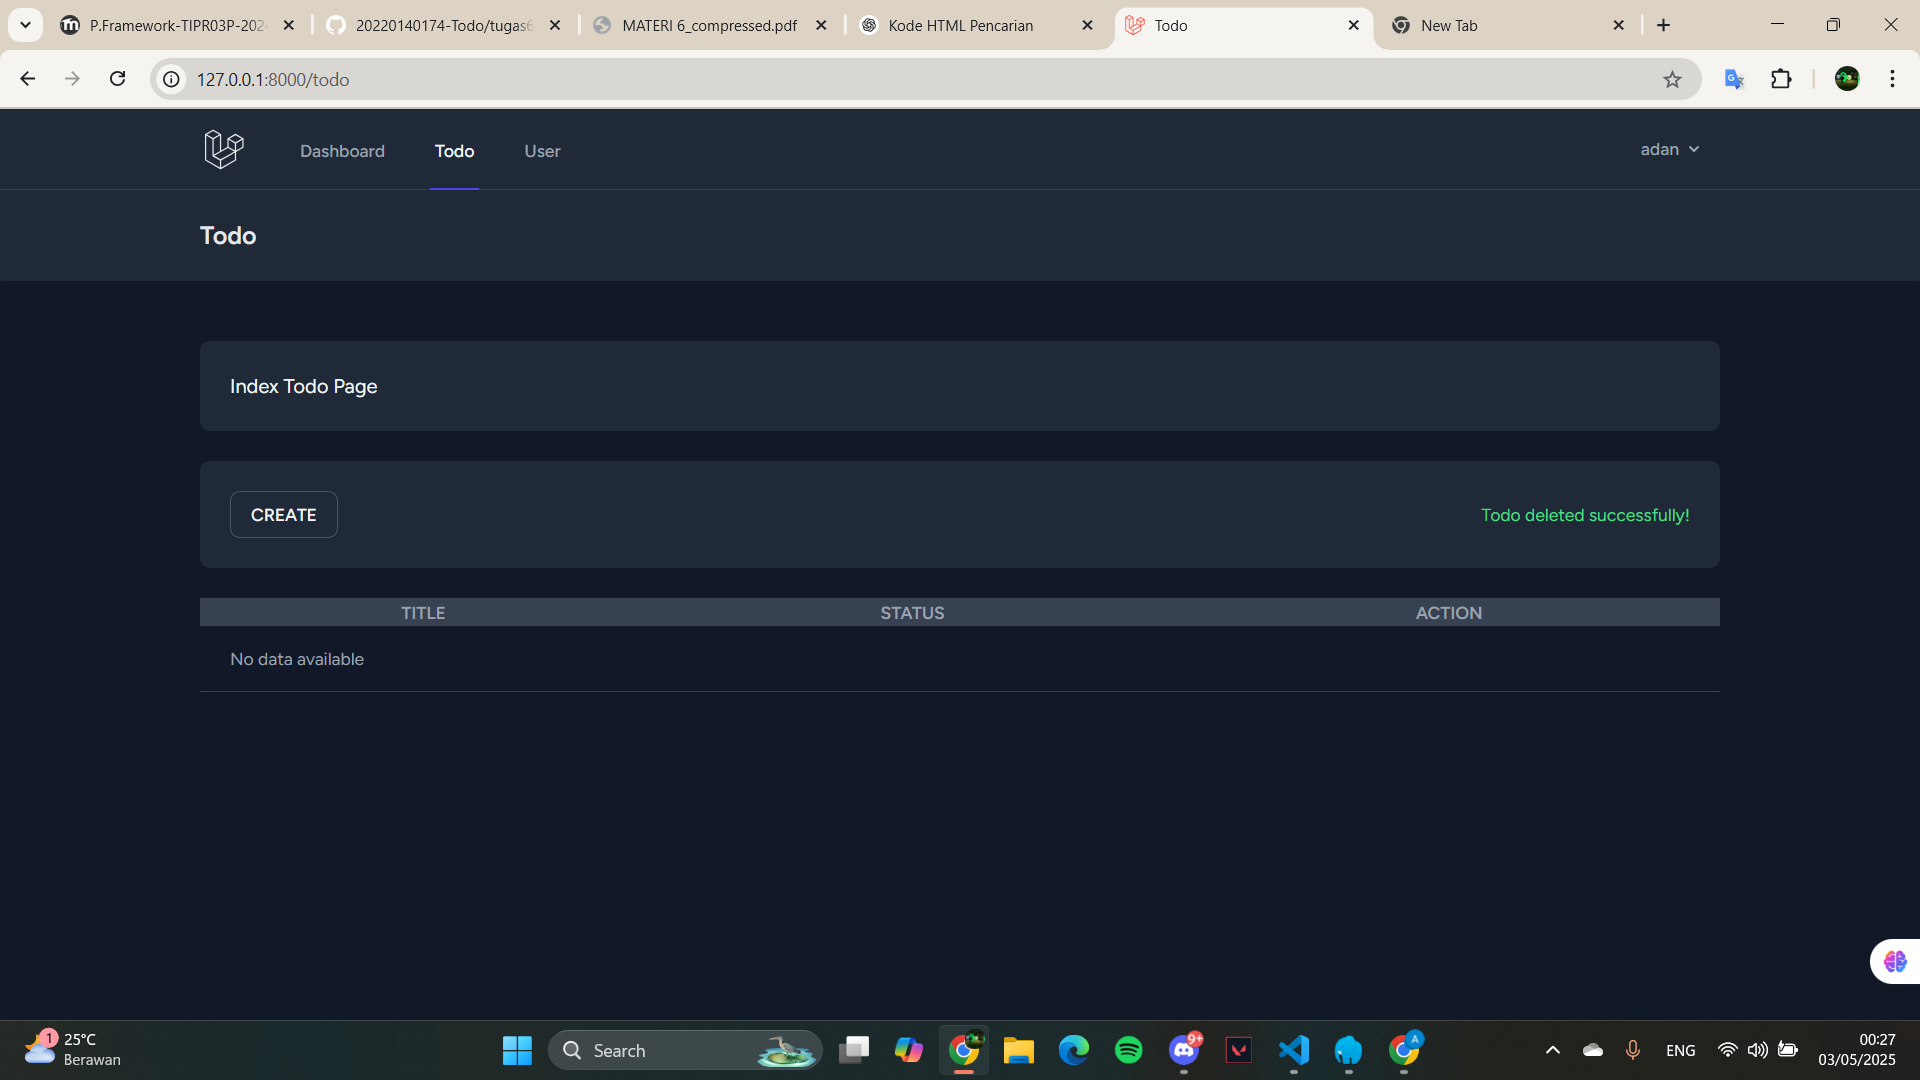 P.Framework-TIPR03P-202
20220140174-Todo/tugas6
MATERI 6_compressed.pdf
Kode HTML Pencarian
Todo
New Tab
127.0.0.1:8000/todo
Dashboard
Todo
User
adan
Todo
Index Todo Page
CREATE
Todo deleted successfully!
TITLE STATUS ACTION
No data available
1
25°C
Berawan
Search
9+
A
ENG
00:27
03/05/2025